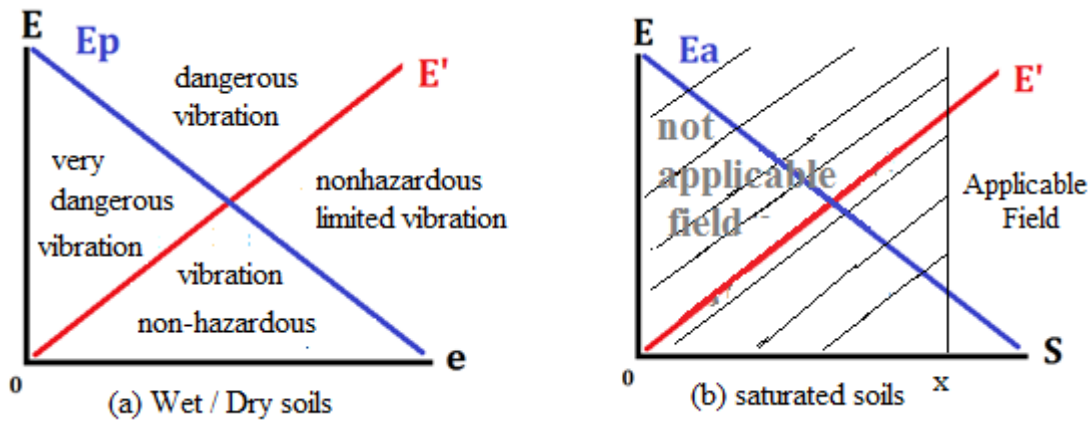 E
Ep
E'
dangerous
vibration
very
dangerous
vibration
nonhazardous
limited vibration
vibration
non-hazardous
0
e
(a) Wet / Dry soils
E
Ea
E'
not
applicable
field
Applicable
Field
0
x
S
(b) saturated soils